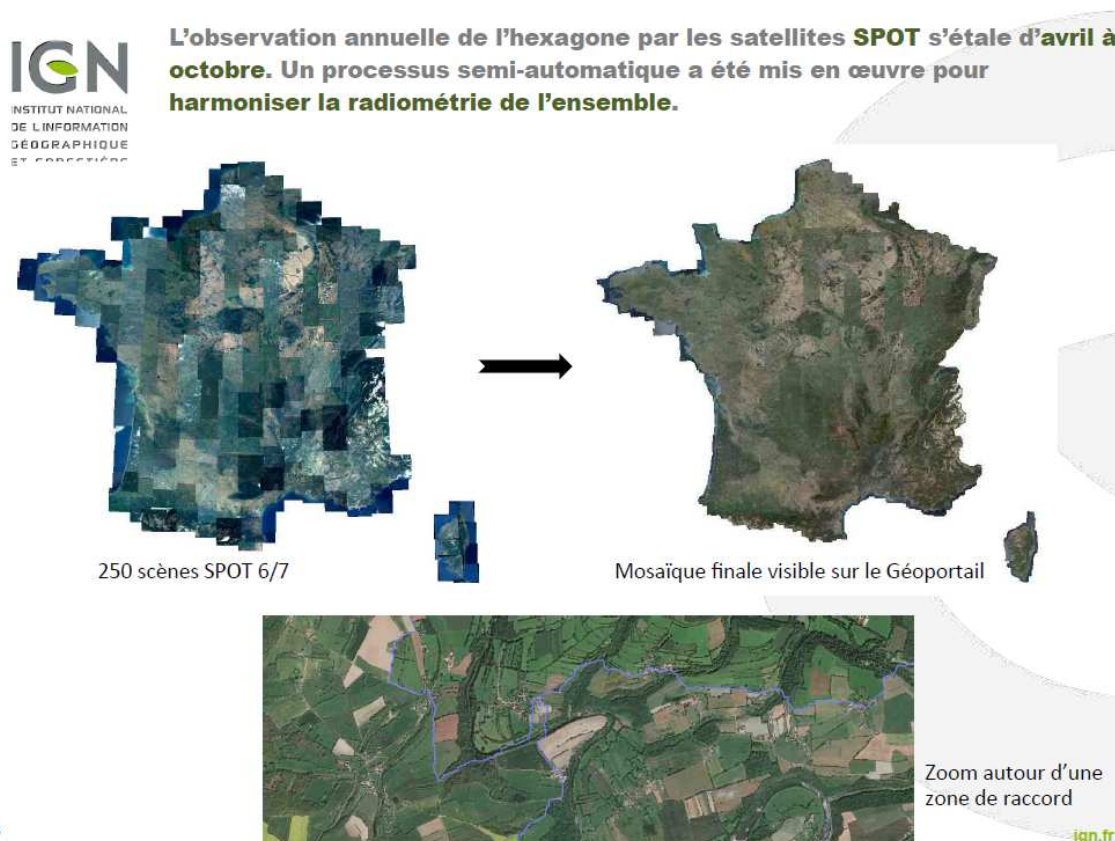 IGN
INSTITUT NATIONAL
DE L'INFORMATION
GÉOGRAPHIQUE
ET FORESTIÈRE
L'observation annuelle de l'hexagone par les satellites SPOT s'étale d'avril à
octobre. Un processus semi-automatique a été mis en œuvre pour
harmoniser la radiométrie de l'ensemble.
250 scènes SPOT 6/7
Mosaïque finale visible sur le Géoportail
Zoom autour d'une
zone de raccord
ign.fr